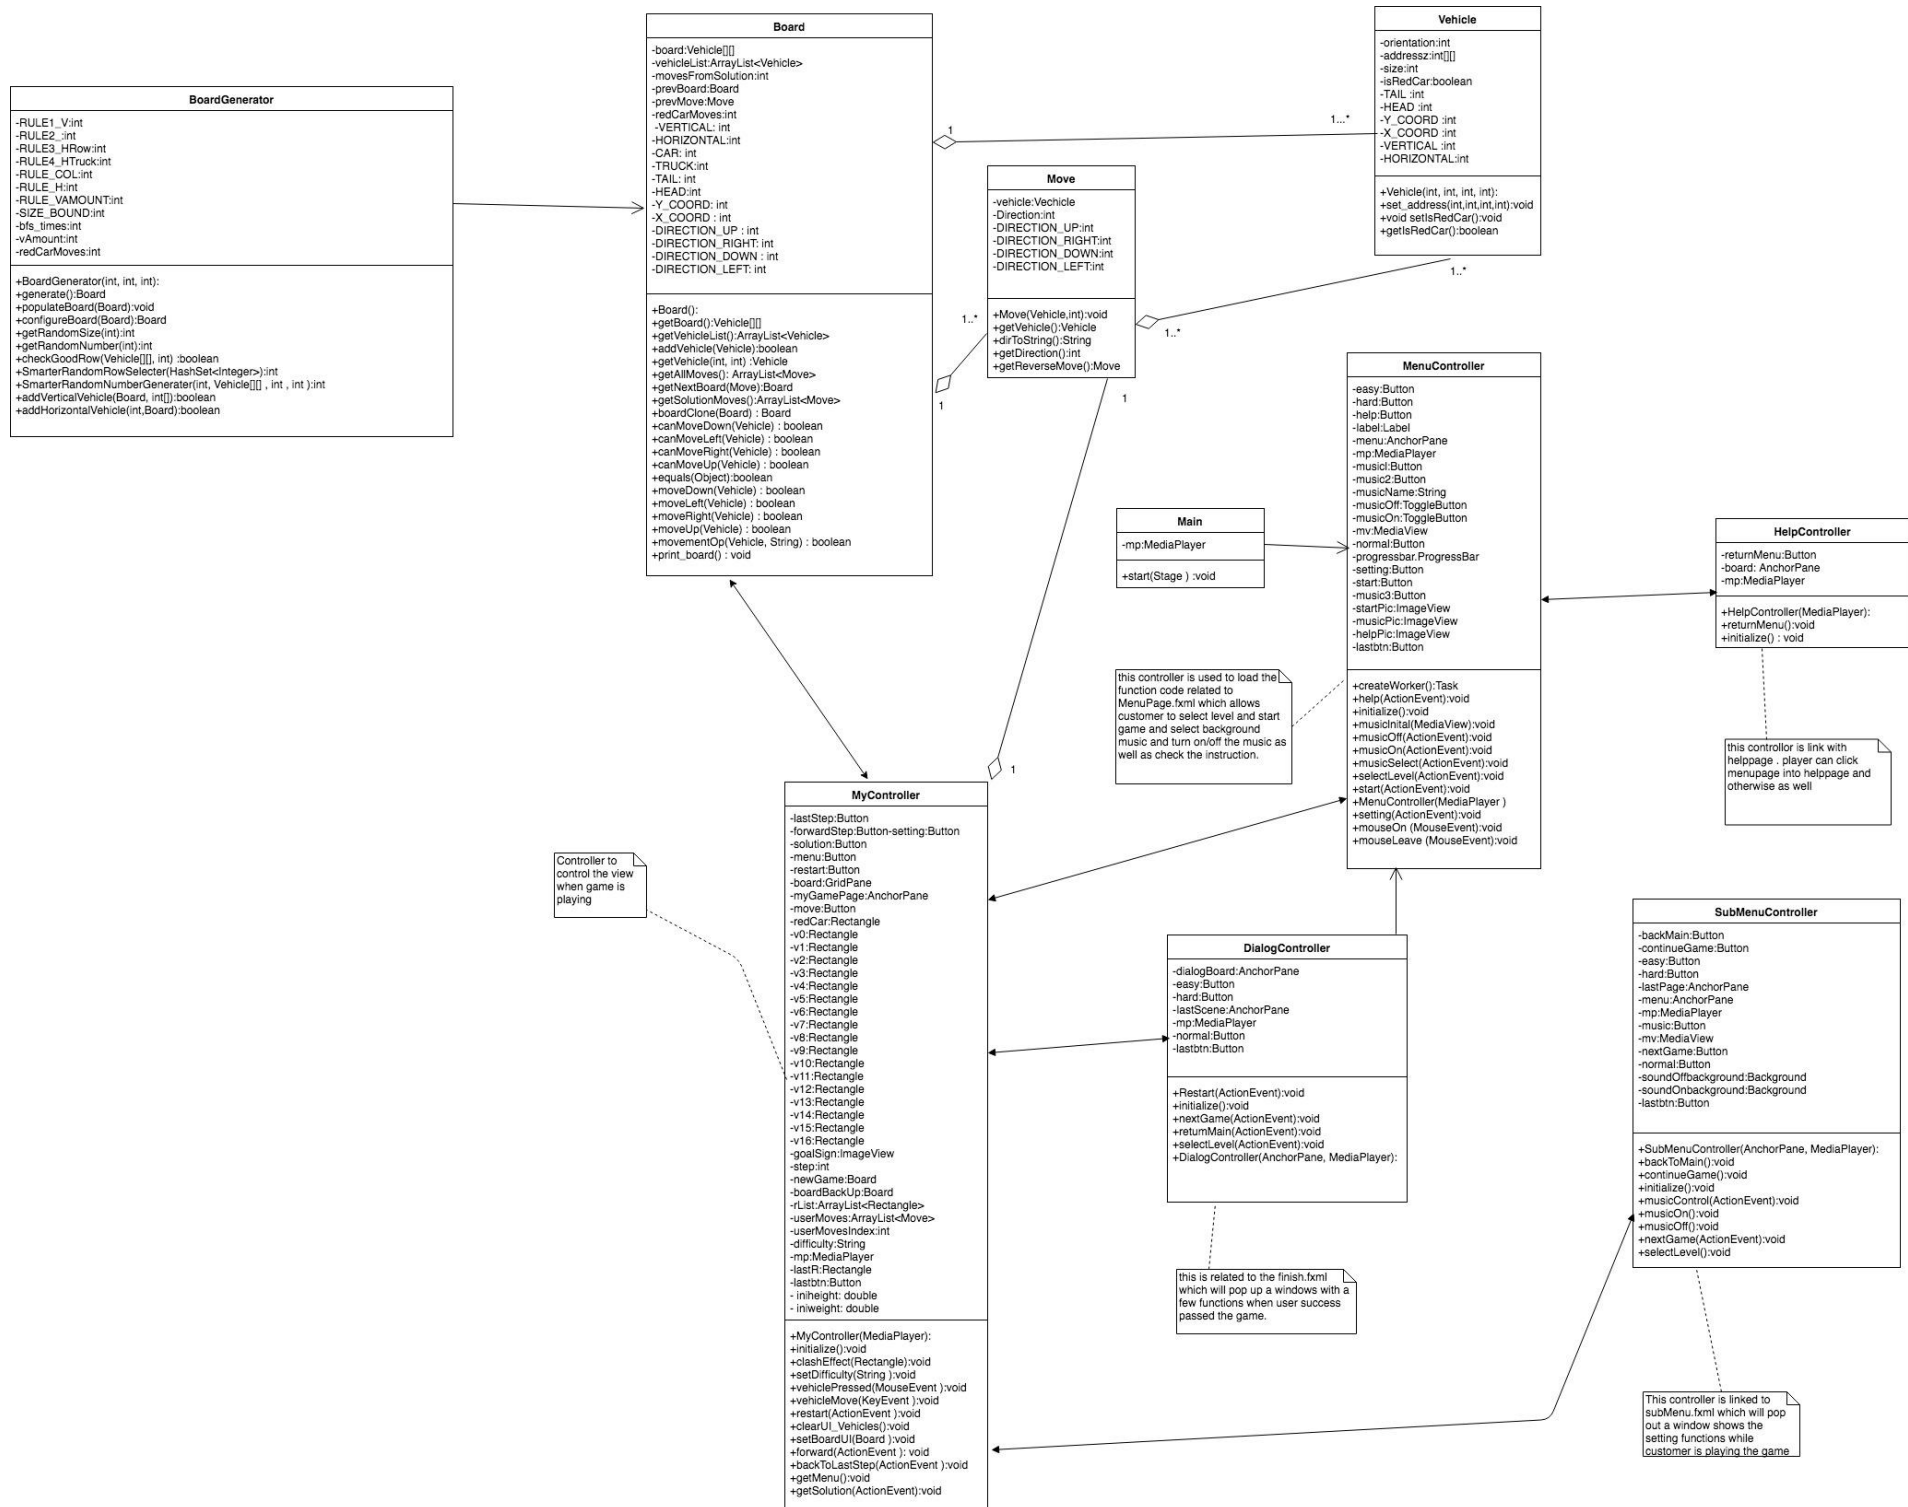 BoardGenerator
-RULE1_V:int
-RULE2_:int
-RULE3_HRow:int
-RULE4_HTruck:int
-RULE_COL:int
-RULE_H:int
-RULE_VAMOUNT:int
-SIZE_BOUND:int
-bfs_times:int
-vAmount:int
-redCarMoves:int
+BoardGenerator(int, int, int):
+generate():Board
+populateBoard(Board):void
+configureBoard(Board):Board
+getRandomSize(int):int
+getRandomNumber(int):int
+checkGoodRow(Vehicle[][], int) :boolean
+SmarterRandomRowSelecter(HashSet<Integer>):int
+SmarterRandomNumberGenerater(int, Vehicle[][] , int , int ):int
+addVerticalVehicle(Board, int[]):boolean
+addHorizontalVehicle(int,Board):boolean
Board
-board:Vehicle[][]
-vehicleList:ArrayList<Vehicle>
-movesFromSolution:int
-prevBoard:Board
-prevMove:Move
-redCarMoves:int
-VERTICAL: int
-HORIZONTAL:int
-CAR: int
-TRUCK:int
-TAIL: int
-HEAD:int
-Y_COORD: int
-X_COORD : int
-DIRECTION_UP : int
-DIRECTION_RIGHT: int
-DIRECTION_DOWN : int
-DIRECTION_LEFT: int
+Board():
+getBoard():Vehicle[][]
+getVehicleList():ArrayList<Vehicle>
+addVehicle(Vehicle):boolean
+getVehicle(int, int) :Vehicle
+getAllMoves(): ArrayList<Move>
+getNextBoard(Move):Board
+getSolutionMoves():ArrayList<Move>
+boardClone(Board) : Board
+canMoveDown(Vehicle) : boolean
+canMoveLeft(Vehicle) : boolean
+canMoveRight(Vehicle) : boolean
+canMoveUp(Vehicle) : boolean
+equals(Object):boolean
+moveDown(Vehicle) : boolean
+moveLeft(Vehicle) : boolean
+moveRight(Vehicle) : boolean
+moveUp(Vehicle) : boolean
+movementOp(Vehicle, String) : boolean
+print_board() : void
1
1...*
1..*
1
Move
-vehicle:Vechicle
-Direction:int
-DIRECTION_UP:int
-DIRECTION_RIGHT:int
-DIRECTION_DOWN:int
-DIRECTION_LEFT:int
+Move(Vehicle,int):void
+getVehicle():Vehicle
+dirToString():String
+getDirection():int
+getReverseMove():Move
1..*
1..*
1
1
Vehicle
-orientation:int
-addressz:int[][]
-size:int
-isRedCar:boolean
-TAIL :int
-HEAD :int
-Y_COORD :int
-X_COORD :int
-VERTICAL :int
-HORIZONTAL:int
+Vehicle(int, int, int, int):
+set_address(int,int,int,int):void
+void setIsRedCar():void
+getIsRedCar():boolean
Main
-mp:MediaPlayer
+start(Stage ) :void
MenuController
-easy:Button
-hard:Button
-help:Button
-label:Label
-menu:AnchorPane
-mp:MediaPlayer
-musicl:Button
-music2:Button
-musicName:String
-musicOff:ToggleButton
-musicOn:ToggleButton
-mv:MediaView
-normal:Button
-progressbar.ProgressBar
-setting:Button
-start:Button
-music3:Button
-startPic:ImageView
-musicPic:ImageView
-helpPic:ImageView
-lastbtn:Button
+createWorker():Task
+help(ActionEvent):void
+initialize():void
+musicInital(MediaView):void
+musicOff(ActionEvent):void
+musicOn(ActionEvent):void
+musicSelect(ActionEvent):void
+selectLevel(ActionEvent):void
+start(ActionEvent):void
+MenuController(MediaPlayer )
+setting(ActionEvent):void
+mouseOn (MouseEvent):void
+mouseLeave (MouseEvent):void
this controller is used to load the
function code related to
MenuPage.fxml which allows
customer to select level and start
game and select background
music and turn on/off the music as
well as check the instruction.
HelpController
-returnMenu:Button
-board: AnchorPane
-mp:MediaPlayer
+HelpController(MediaPlayer):
+returnMenu():void
+initialize() : void
this controllor is link with
helppage . player can click
menupage into helppage and
otherwise as well
Controller to
control the view
when game is
playing
MyController
-lastStep:Button
-forwardStep:Button-setting:Button
-solution:Button
-menu:Button
-restart:Button
-board:GridPane
-myGamePage:AnchorPane
-move:Button
-redCar:Rectangle
-v0:Rectangle
-v1:Rectangle
-v2:Rectangle
-v3:Rectangle
-v4:Rectangle
-v5:Rectangle
-v6:Rectangle
-v7:Rectangle
-v8:Rectangle
-v9:Rectangle
-v10:Rectangle
-v11:Rectangle
-v12:Rectangle
-v13:Rectangle
-v14:Rectangle
-v15:Rectangle
-v16:Rectangle
-goalSign:ImageView
-step:int
-newGame:Board
-boardBackUp:Board
-rList:ArrayList<Rectangle>
-userMoves:ArrayList<Move>
-userMovesIndex:int
-difficulty:String
-mp:MediaPlayer
-lastR:Rectangle
-lastbtn:Button
- iniheight: double
- iniweight: double
+MyController(MediaPlayer):
+initialize():void
+clashEffect(Rectangle):void
+setDifficulty(String ):void
+vehiclePressed(MouseEvent ):void
+vehicleMove(KeyEvent ):void
+restart(ActionEvent ):void
+clearUI_Vehicles():void
+setBoardUI(Board ):void
+forward(ActionEvent ): void
+backToLastStep(ActionEvent ):void
+getMenu():void
+getSolution(ActionEvent):void
DialogController
-dialogBoard:AnchorPane
-easy:Button
-hard:Button
-lastScene:AnchorPane
-mp:MediaPlayer
-normal:Button
-lastbtn:Button
+Restart(ActionEvent):void
+initialize():void
+nextGame(ActionEvent):void
+retumMain(ActionEvent):void
+selectLevel(ActionEvent):void
+DialogController(AnchorPane, MediaPlayer):
this is related to the finish.fxml
which will pop up a windows with a
few functions when user success
passed the game.
SubMenuController
-backMain:Button
-continueGame:Button
-easy:Button
-hard:Button
-lastPage:AnchorPane
-menu:AnchorPane
-mp:MediaPlayer
-music:Button
-mv:MediaView
-nextGame:Button
-normal:Button
-soundOffbackground:Background
-soundOnbackground:Background
-lastbtn:Button
+SubMenuController(AnchorPane, MediaPlayer):
+backToMain():void
+continueGame():void
+initialize():void
+musicControl(ActionEvent):void
+musicOn():void
+musicOff():void
+nextGame(ActionEvent):void
+selectLevel():void
This controller is linked to
subMenu.fxml which will pop
out a window shows the
setting functions while
customer is playing the game